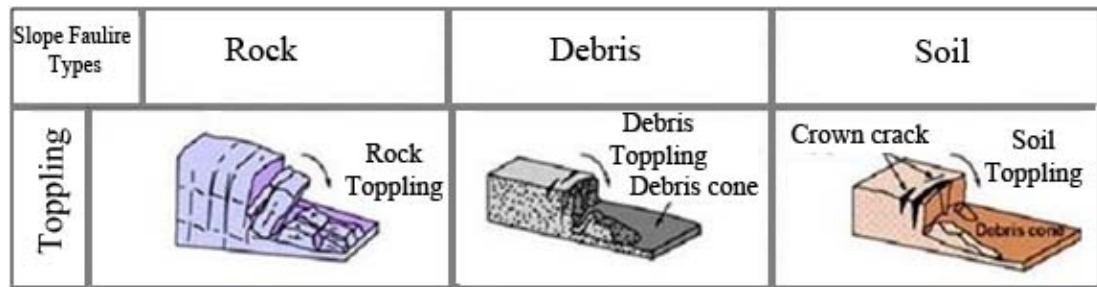 Slope Faulire
Types
Rock
Debris
Soil
Toppling
Rock
Toppling
Debris
Toppling
Debris cone
Crown crack
Soil
Toppling
Debris cone